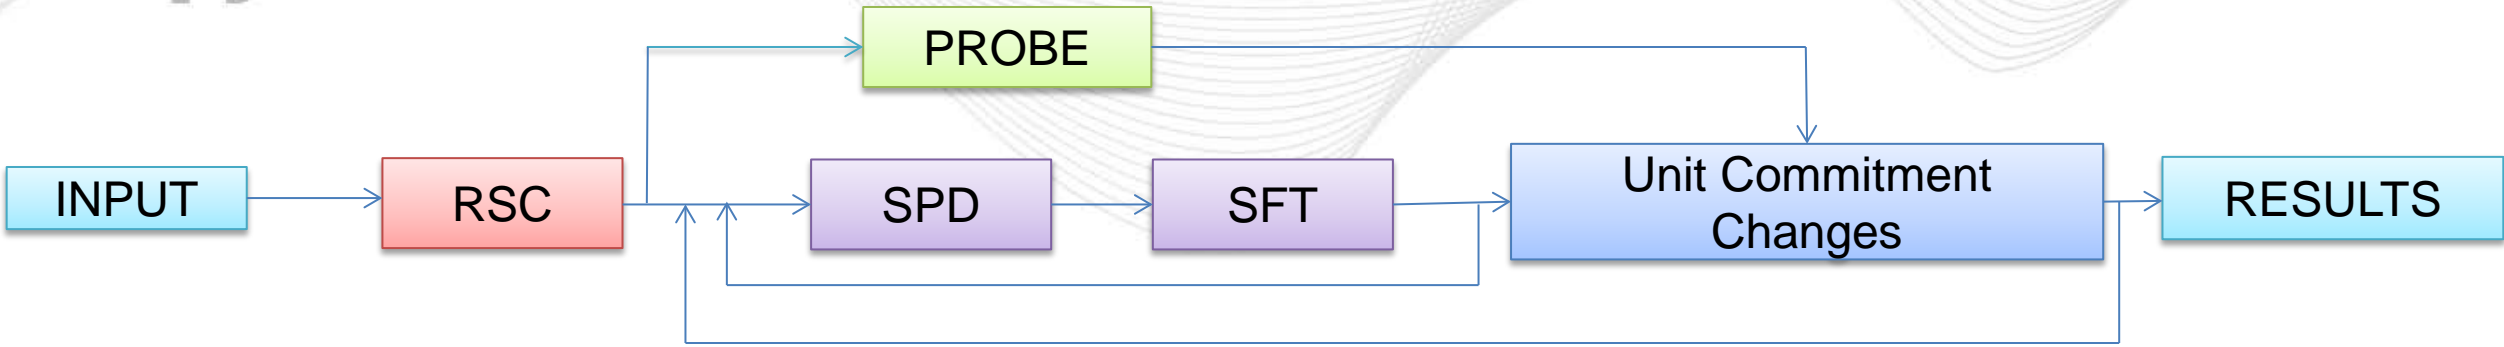 PROBE
INPUT
RSC
SPD
SFT
Unit Commitment
Changes
RESULTS